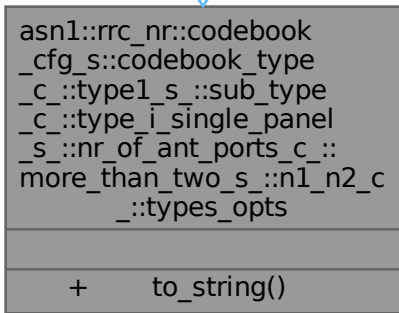 asn1::rrc_nr::codebook
_cfg_s::codebook_type
_c_::type1_s_::sub_type
_c_::type_i_single_panel
_s_::nr_of_ant_ports_c_::
more_than_two_s_::n1_n2_c
_::types_opts
+ to_string()